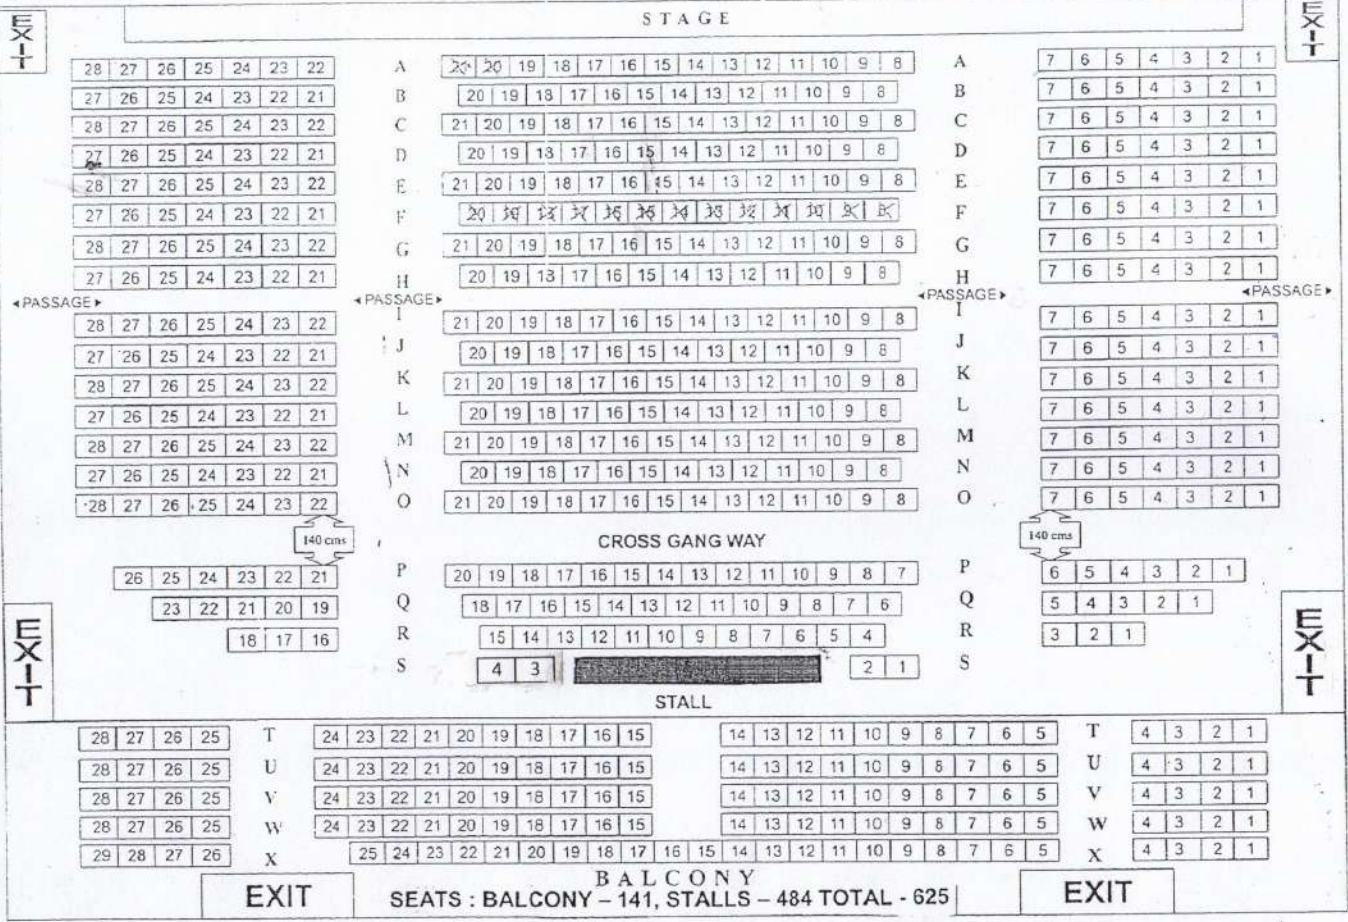 STAGE
EXIT EXIT
28 27 26 25 24 23 22 A 21 20 19 18 17 16 15 14 13 12 11 10 9 8 A 7 6 5 4 3 2 1
27 26 25 24 23 22 21 B 20 19 18 17 16 15 14 13 12 11 10 9 8 B 7 6 5 4 3 2 1
28 27 26 25 24 23 22 C 21 20 19 18 17 16 15 14 13 12 11 10 9 8 C 7 6 5 4 3 2 1
27 26 25 24 23 22 21 D 20 19 18 17 16 15 14 13 12 11 10 9 8 D 7 6 5 4 3 2 1
28 27 26 25 24 23 22 E 21 20 19 18 17 16 15 14 13 12 11 10 9 8 E 7 6 5 4 3 2 1
27 26 25 24 23 22 21 F 20 19 18 17 16 15 14 13 12 11 10 9 8 F 7 6 5 4 3 2 1
28 27 26 25 24 23 22 G 21 20 19 18 17 16 15 14 13 12 11 10 9 8 G 7 6 5 4 3 2 1
27 26 25 24 23 22 21 H 20 19 18 17 16 15 14 13 12 11 10 9 8 H 7 6 5 4 3 2 1
◄PASSAGE► ◄PASSAGE► ◄PASSAGE► ◄PASSAGE►
28 27 26 25 24 23 22 I 21 20 19 18 17 16 15 14 13 12 11 10 9 8 I 7 6 5 4 3 2 1
27 26 25 24 23 22 21 J 20 19 18 17 16 15 14 13 12 11 10 9 8 J 7 6 5 4 3 2 1
28 27 26 25 24 23 22 K 21 20 19 18 17 16 15 14 13 12 11 10 9 8 K 7 6 5 4 3 2 1
27 26 25 24 23 22 21 L 20 19 18 17 16 15 14 13 12 11 10 9 8 L 7 6 5 4 3 2 1
28 27 26 25 24 23 22 M 21 20 19 18 17 16 15 14 13 12 11 10 9 8 M 7 6 5 4 3 2 1
27 26 25 24 23 22 21 N 20 19 18 17 16 15 14 13 12 11 10 9 8 N 7 6 5 4 3 2 1
28 27 26 25 24 23 22 O 21 20 19 18 17 16 15 14 13 12 11 10 9 8 O 7 6 5 4 3 2 1
140 cms CROSS GANG WAY 140 cms
26 25 24 23 22 21 P 20 19 18 17 16 15 14 13 12 11 10 9 8 7 P 6 5 4 3 2 1
23 22 21 20 19 Q 18 17 16 15 14 13 12 11 10 9 8 7 6 Q 5 4 3 2 1
18 17 16 R 15 14 13 12 11 10 9 8 7 6 5 4 R 3 2 1
EXIT S 4 3 2 1 S EXIT
STALL
28 27 26 25 T 24 23 22 21 20 19 18 17 16 15 14 13 12 11 10 9 8 7 6 5 T 4 3 2 1
28 27 26 25 U 24 23 22 21 20 19 18 17 16 15 14 13 12 11 10 9 8 7 6 5 U 4 3 2 1
28 27 26 25 V 24 23 22 21 20 19 18 17 16 15 14 13 12 11 10 9 8 7 6 5 V 4 3 2 1
28 27 26 25 W 24 23 22 21 20 19 18 17 16 15 14 13 12 11 10 9 8 7 6 5 W 4 3 2 1
29 28 27 26 X 25 24 23 22 21 20 19 18 17 16 15 14 13 12 11 10 9 8 7 6 5 X 4 3 2 1
BALCONY
EXIT SEATS : BALCONY – 141, STALLS – 484 TOTAL - 625 EXIT